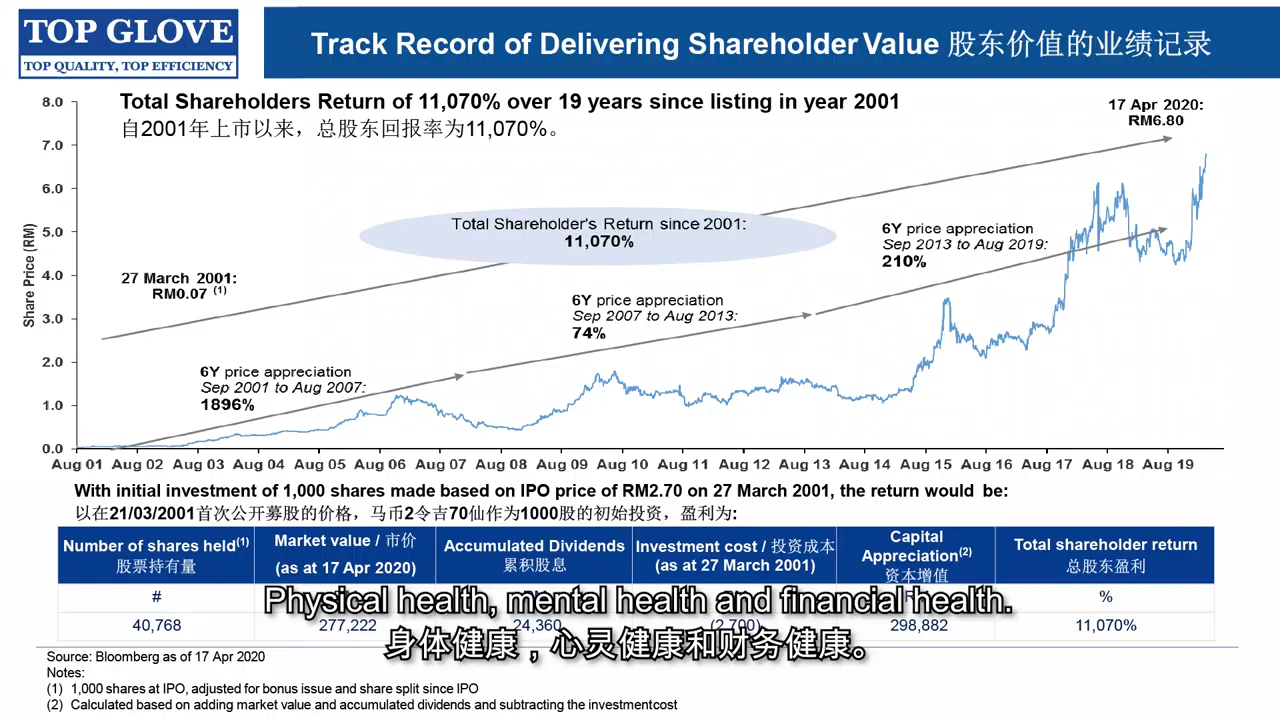 TOP GLOVE
TOP QUALITY, TOP EFFICIENCY
Track Record of Delivering Shareholder Value 股东价值的业绩记录
Total Shareholders Return of 11,070% over 19 years since listing in year 2001
自2001年上市以来，总股东回报率为11,070%。
17 Apr 2020:
RM6.80
Share Price (RM)
8.0
7.0
6.0
5.0
4.0
3.0
2.0
1.0
0.0
Total Shareholder's Return since 2001:
11,070%
27 March 2001:
RM0.07 (1)
6Y price appreciation
Sep 2001 to Aug 2007:
1896%
6Y price appreciation
Sep 2007 to Aug 2013:
74%
6Y price appreciation
Sep 2013 to Aug 2019:
210%
Aug 01 Aug 02 Aug 03 Aug 04 Aug 05 Aug 06 Aug 07 Aug 08 Aug 09 Aug 10 Aug 11 Aug 12 Aug 13 Aug 14 Aug 15 Aug 16 Aug 17 Aug 18 Aug 19
With initial investment of 1,000 shares made based on IPO price of RM2.70 on 27 March 2001, the return would be:
以在21/03/2001首次公开募股的价格，马币2令吉70仙作为1000股的初始投资，盈利为:
Number of shares held(1)
股票持有量
Market value / 市价
(as at 17 Apr 2020)
Accumulated Dividends
累积股息
Investment cost / 投资成本
(as at 27 March 2001)
Capital
Appreciation(2)
资本增值
Total shareholder return
总股东盈利
# %
40,768 277,222 24,360 (2,700) 298,882 11,070%
Physical health, mental health and financial health.
身体健康，心灵健康和财务健康。
Source: Bloomberg as of 17 Apr 2020
Notes:
(1) 1,000 shares at IPO, adjusted for bonus issue and share split since IPO
(2) Calculated based on adding market value and accumulated dividends and subtracting the investmentcost